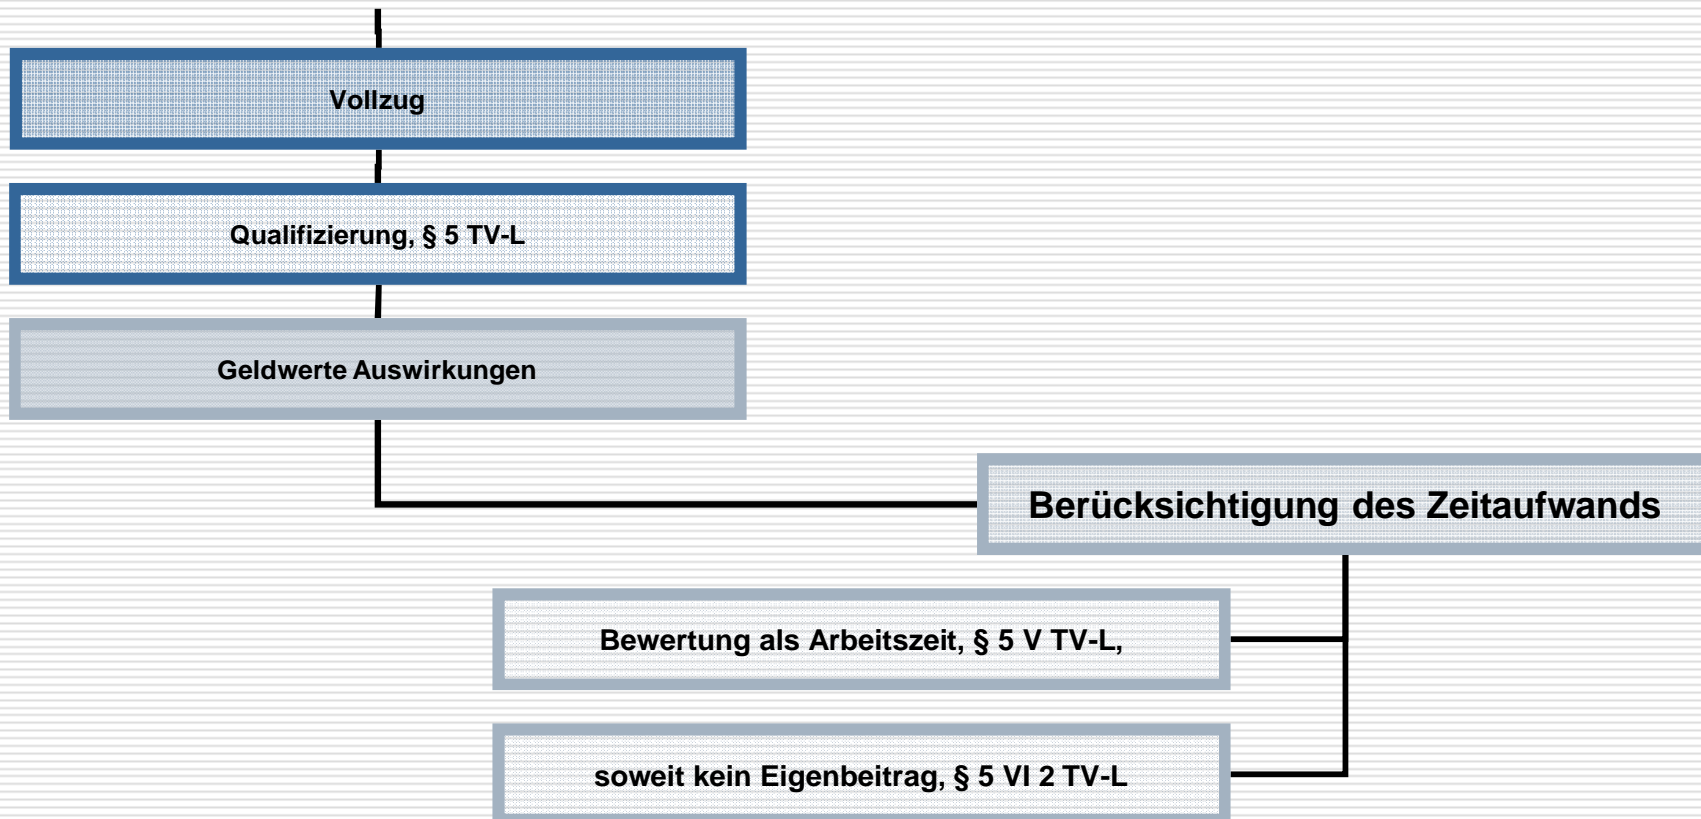 Vollzug
Qualifizierung, § 5 TV-L
Geldwerte Auswirkungen
Berücksichtigung des Zeitaufwands
Bewertung als Arbeitszeit, § 5 V TV-L,
soweit kein Eigenbeitrag, § 5 VI 2 TV-L